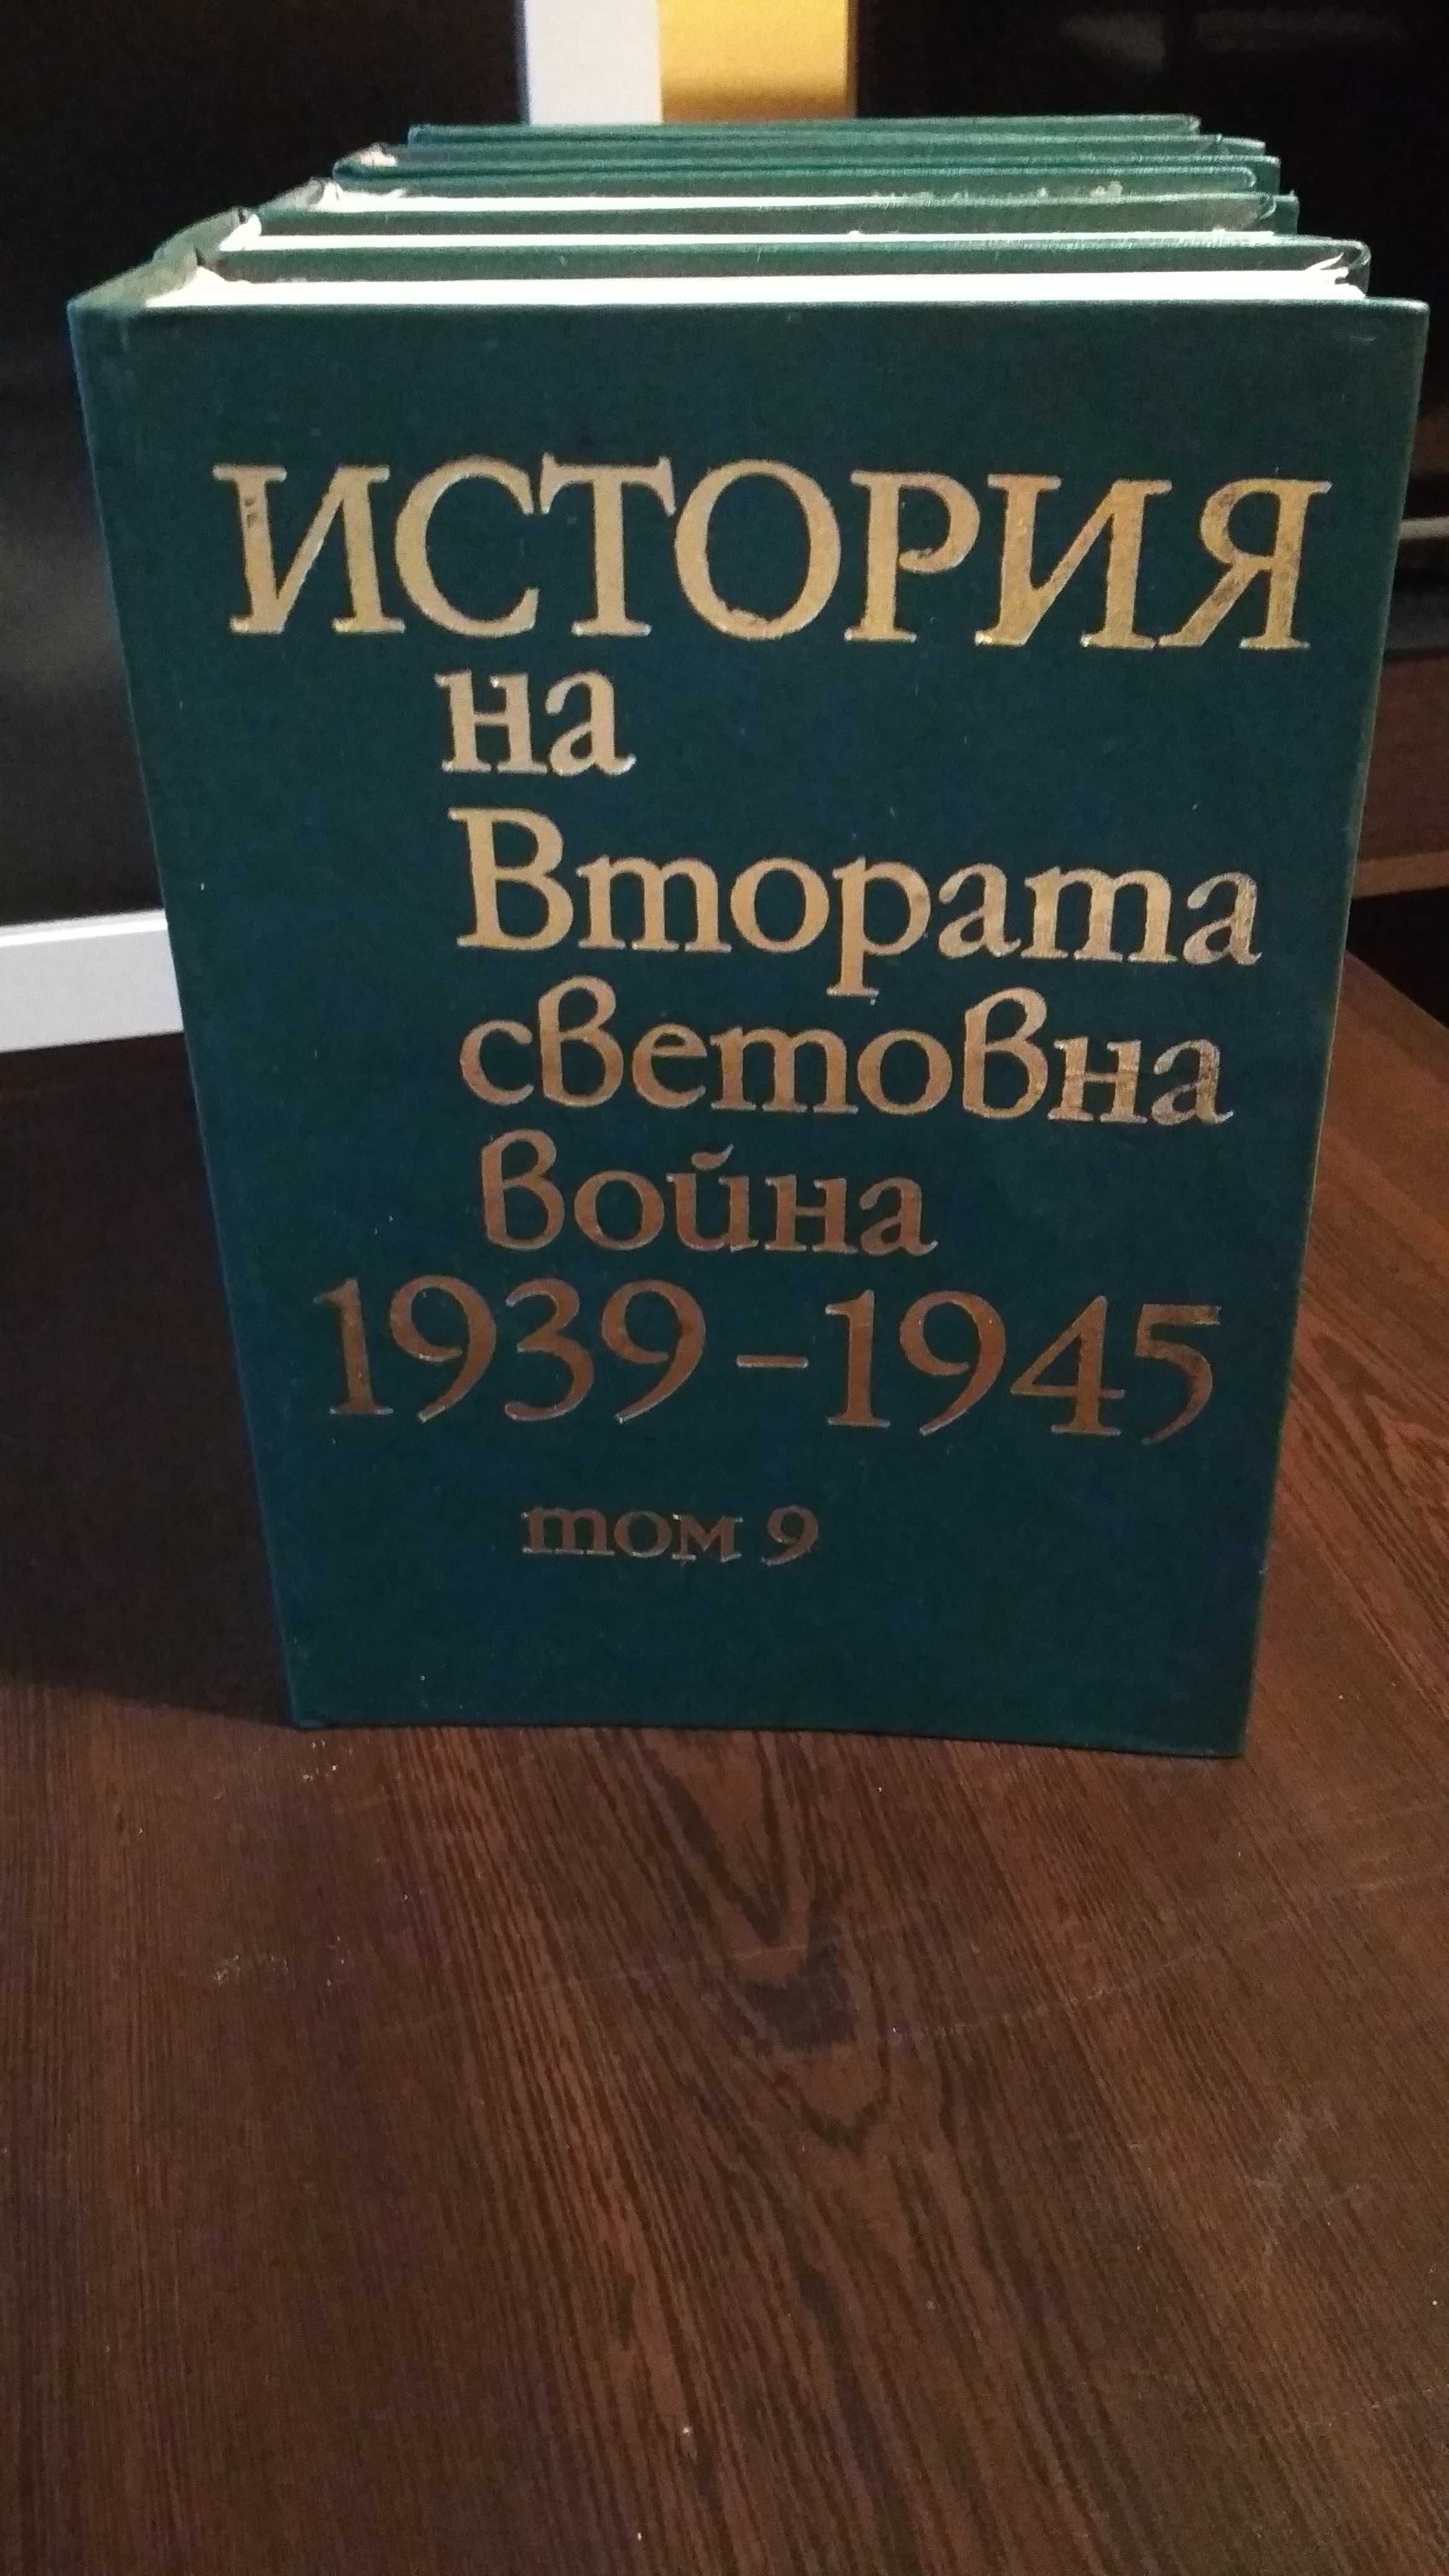 ИСТОРИЯ
на
Втората
световна
война
1939–1945
том 9